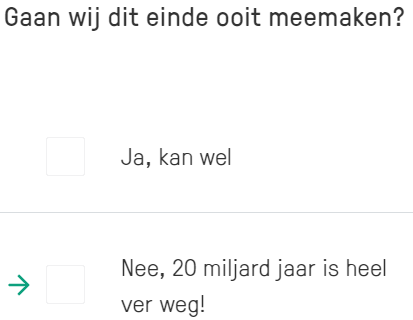 Gaan wij dit einde ooit meemaken?
Ja, kan wel
Nee, 20 miljard jaar is heel
ver weg!